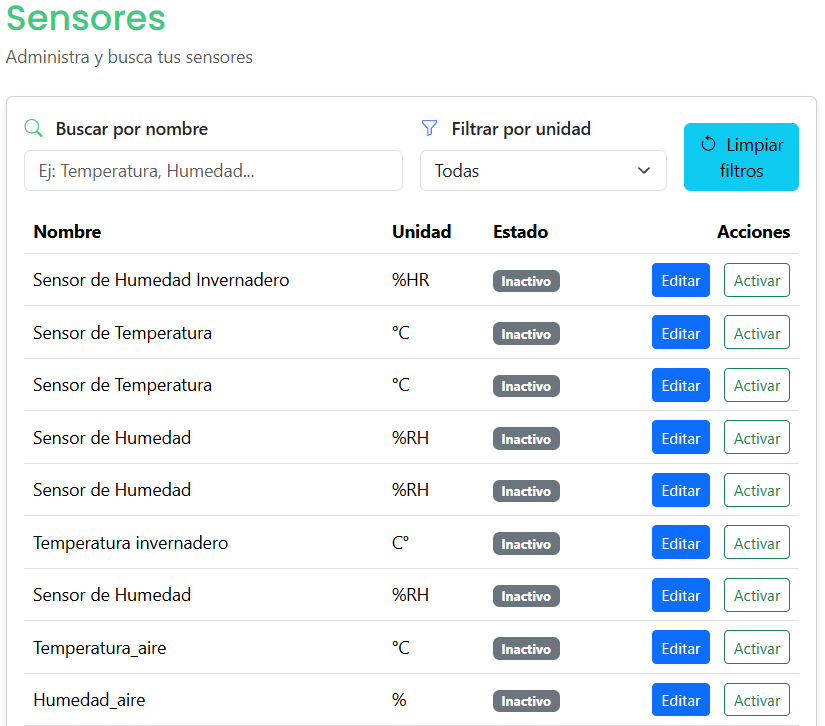 Sensores
Administra y busca tus sensores
Buscar por nombre
Filtrar por unidad
Limpiar
filtros
Ej: Temperatura, Humedad...
Todas
Nombre Unidad Estado Acciones
Sensor de Humedad Invernadero %HR Inactivo Editar Activar
Sensor de Temperatura °C Inactivo Editar Activar
Sensor de Temperatura °C Inactivo Editar Activar
Sensor de Humedad %RH Inactivo Editar Activar
Sensor de Humedad %RH Inactivo Editar Activar
Temperatura invernadero C° Inactivo Editar Activar
Sensor de Humedad %RH Inactivo Editar Activar
Temperatura_aire °C Inactivo Editar Activar
Humedad_aire % Inactivo Editar Activar